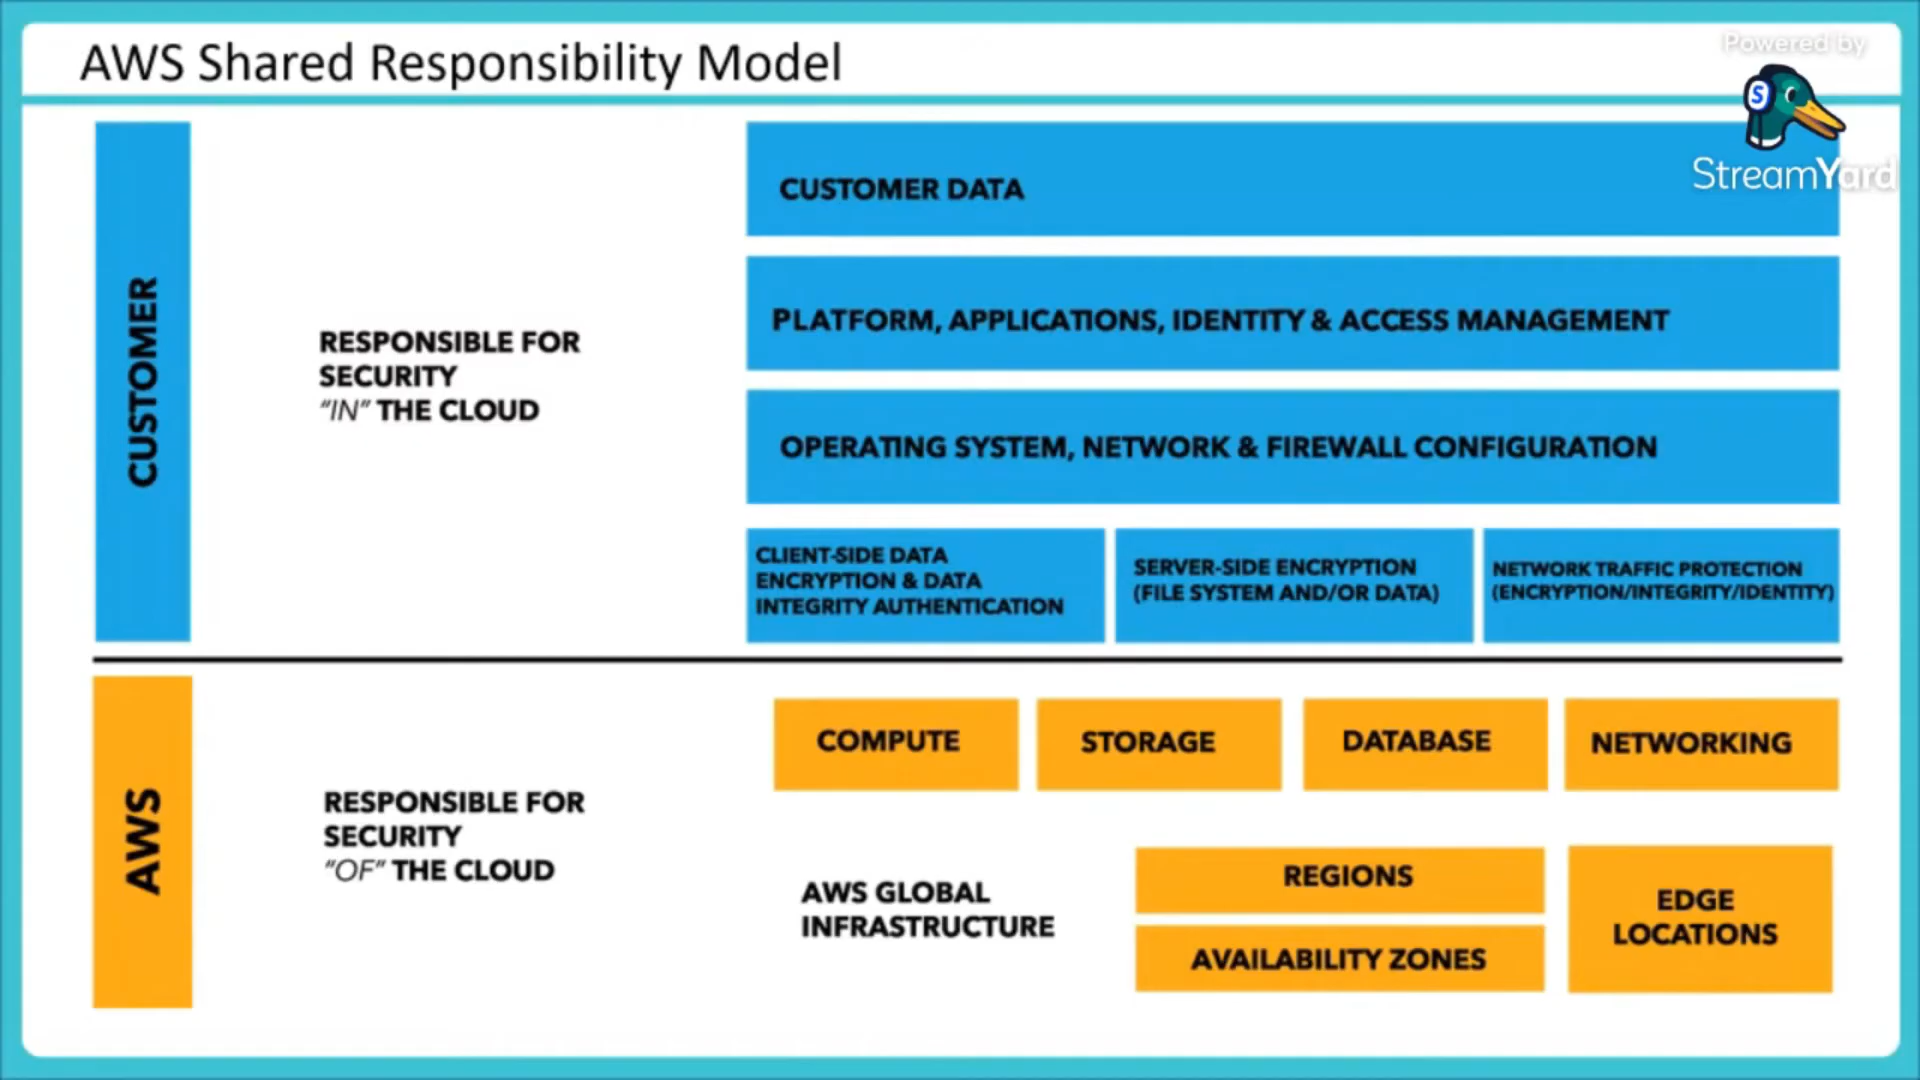 AWS Shared Responsibility Model
Powered by
StreamYard
CUSTOMER
RESPONSIBLE FOR
SECURITY
“IN” THE CLOUD
CUSTOMER DATA
PLATFORM, APPLICATIONS, IDENTITY & ACCESS MANAGEMENT
OPERATING SYSTEM, NETWORK & FIREWALL CONFIGURATION
CLIENT-SIDE DATA
ENCRYPTION & DATA
INTEGRITY AUTHENTICATION
SERVER-SIDE ENCRYPTION
(FILE SYSTEM AND/OR DATA)
NETWORK TRAFFIC PROTECTION
(ENCRYPTION/INTEGRITY/IDENTITY)
AWS
RESPONSIBLE FOR
SECURITY
“OF” THE CLOUD
COMPUTE
STORAGE
DATABASE
NETWORKING
AWS GLOBAL
INFRASTRUCTURE
REGIONS
AVAILABILITY ZONES
EDGE
LOCATIONS